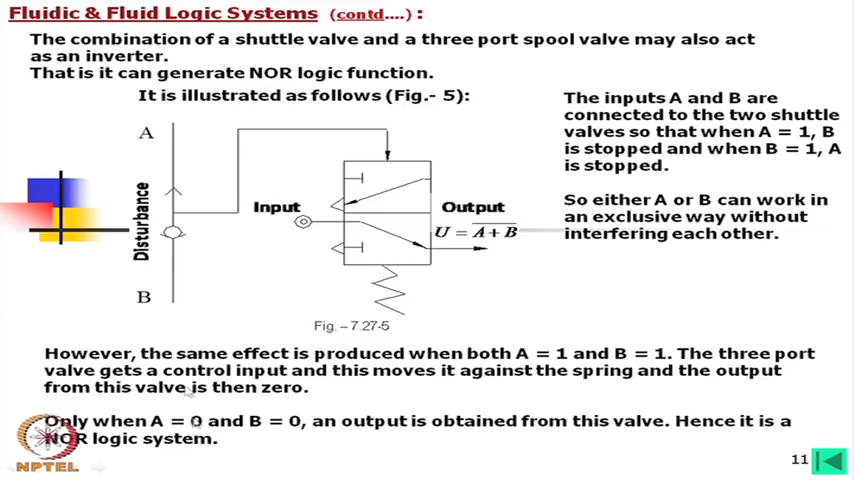 Fluidic & Fluid Logic Systems (contd....) :
The combination of a shuttle valve and a three port spool valve may also act
as an inverter.
That is it can generate NOR logic function.
It is illustrated as follows (Fig.- 5):
A
Disturbance
B
Input
Output
U = \overline{A + B}
Fig. – 7.27-5
The inputs A and B are
connected to the two shuttle
valves so that when A = 1, B
is stopped and when B = 1, A
is stopped.
So either A or B can work in
an exclusive way without
interfering each other.
However, the same effect is produced when both A = 1 and B = 1. The three port
valve gets a control input and this moves it against the spring and the output
from this valve is then zero.
Only when A = 0 and B = 0, an output is obtained from this valve. Hence it is a
NOR logic system.
NPTEL
11